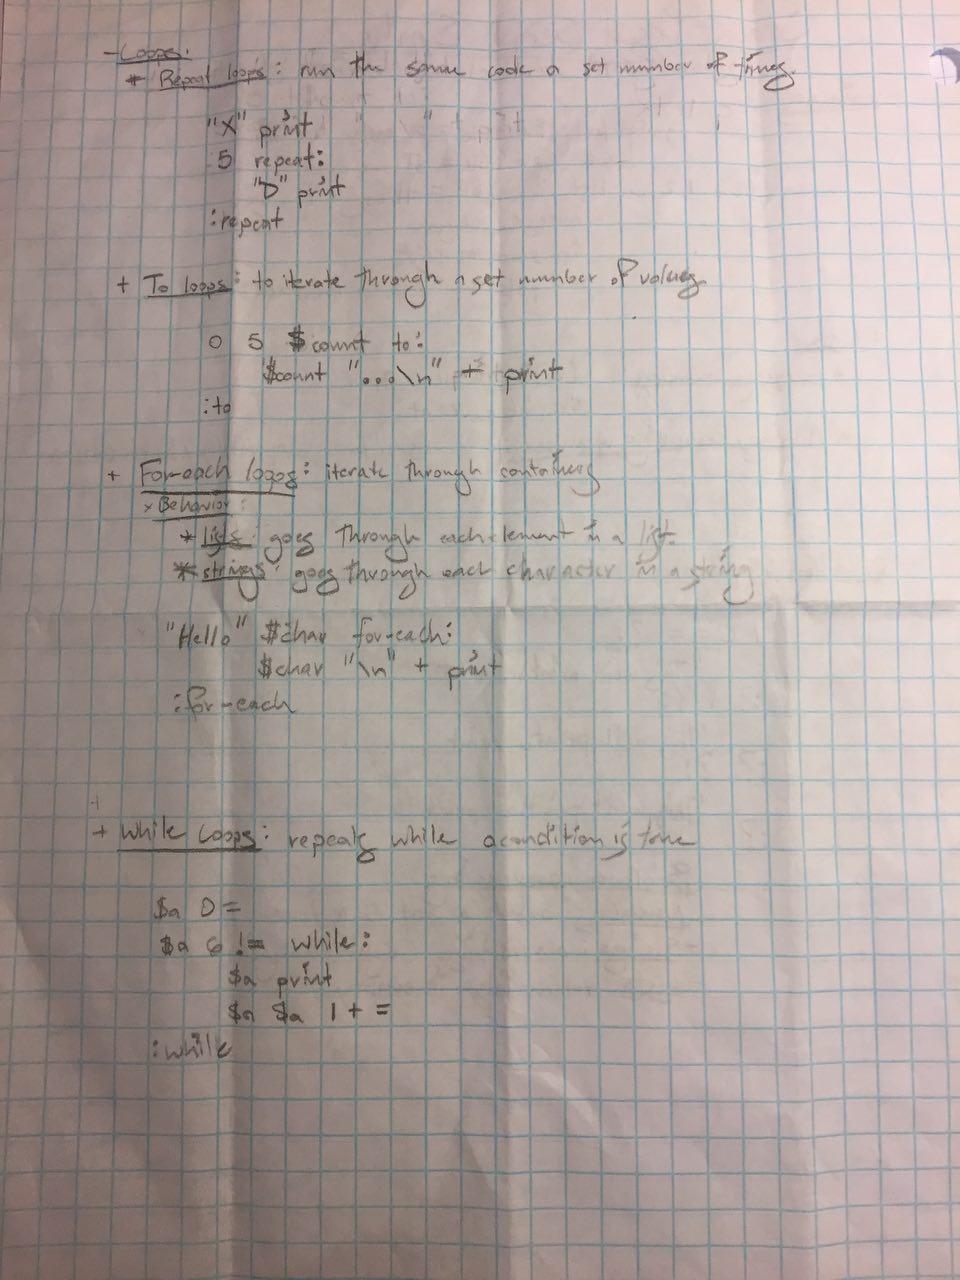 - Loops:
* Repeat loops: run the same code a set number of times.
"X" print
5 repeat:
"D" print
:repeat
+ To loops: to iterate through a set number of values
0 5 $count to:
$count "...\n" + print
:to
+ For-each loops: iterate through containers
x Behavior:
* lists: goes through each element in a list.
* strings: goes through each character in a string
"Hello" $char for-each:
$char "\n" + print
:for-each
+ While Loops: repeats while a condition is true
$a 0 =
$a 6 != while:
$a print
$a $a 1 + =
:while